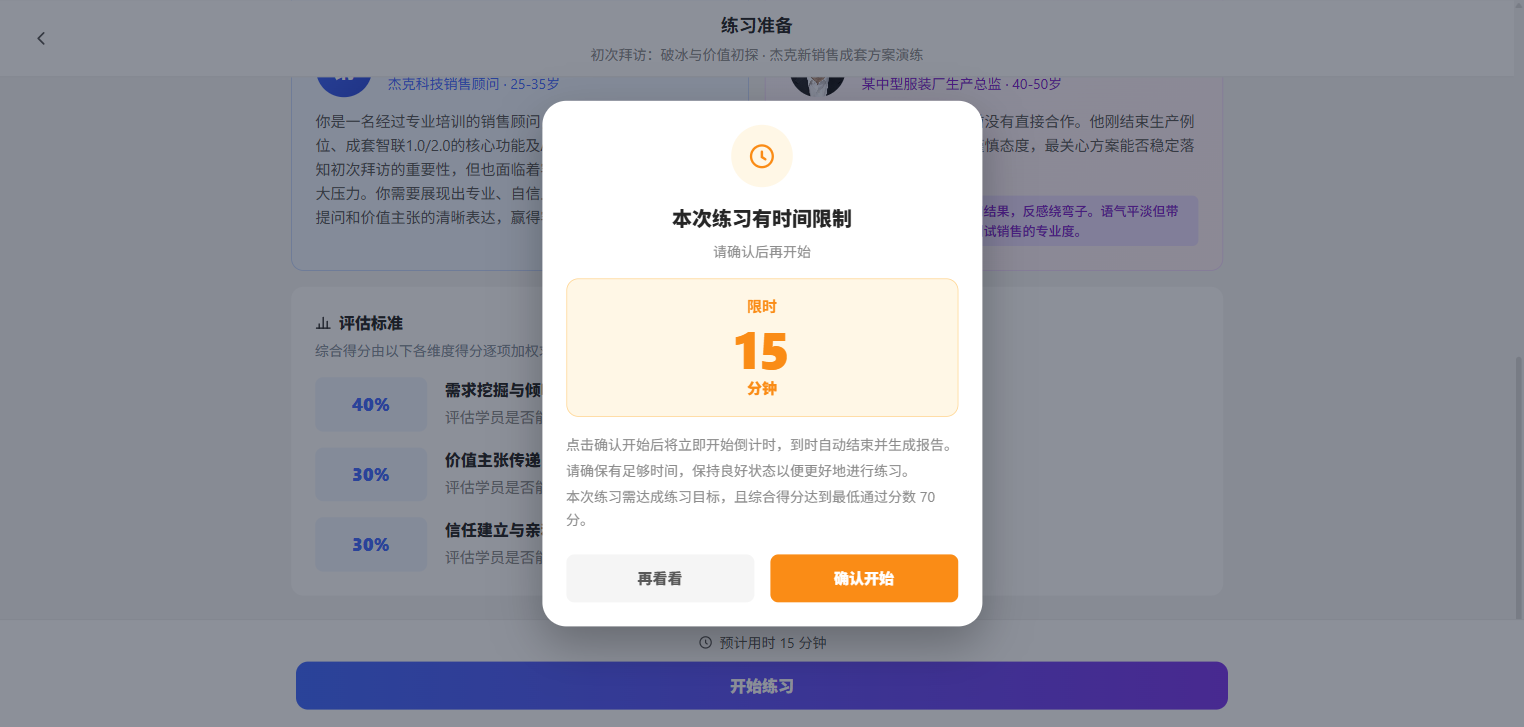 练习准备
初次拜访：破冰与价值初探 · 杰克新销售成套方案演练
杰克科技销售顾问 · 25-35岁
你是一名经过专业培训的销售顾问
位、成套智联1.0/2.0的核心功能及
知初次拜访的重要性，但也面临着
大压力。你需要展现出专业、自信
提问和价值主张的清晰表达，赢得
某中型服装厂生产总监 · 40-50岁
没有直接合作。他刚结束生产例
慎态度，最关心方案能否稳定落
结果，反感绕弯子。语气平淡但带
试销售的专业度。
评估标准
综合得分由以下各维度得分逐项加权
40%
需求挖掘与倾
评估学员是否能
30%
价值主张传递
评估学员是否能
30%
信任建立与亲
评估学员是否能
本次练习有时间限制
请确认后再开始
限时
15
分钟
点击确认开始后将立即开始倒计时，到时自动结束并生成报告。
请确保有足够时间，保持良好状态以便更好地进行练习。
本次练习需达成练习目标，且综合得分达到最低通过分数 70
分。
再看看
确认开始
预计用时 15 分钟
开始练习